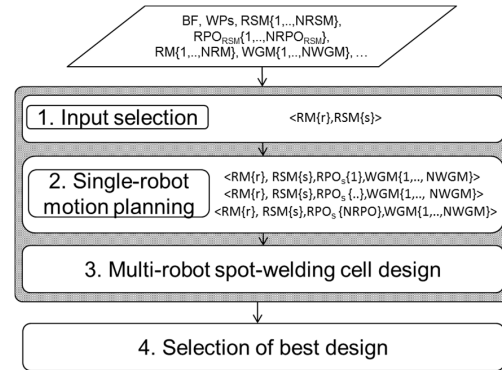 BF, WPs, RSM{1,..,NRSM},
RPO_RSM{1,..,NRPO_RSM},
RM{1,..,NRM}, WGM{1,..,NWGM}, …
1. Input selection
<RM{r},RSM{s}>
2. Single-robot
motion planning
<RM{r}, RSM{s},RPO_S{1},WGM{1,.., NWGM}>
<RM{r}, RSM{s},RPO_S{..},WGM{1,.., NWGM}>
<RM{r}, RSM{s},RPO_S{NRPO},WGM{1,..,NWGM}>
3. Multi-robot spot-welding cell design
4. Selection of best design